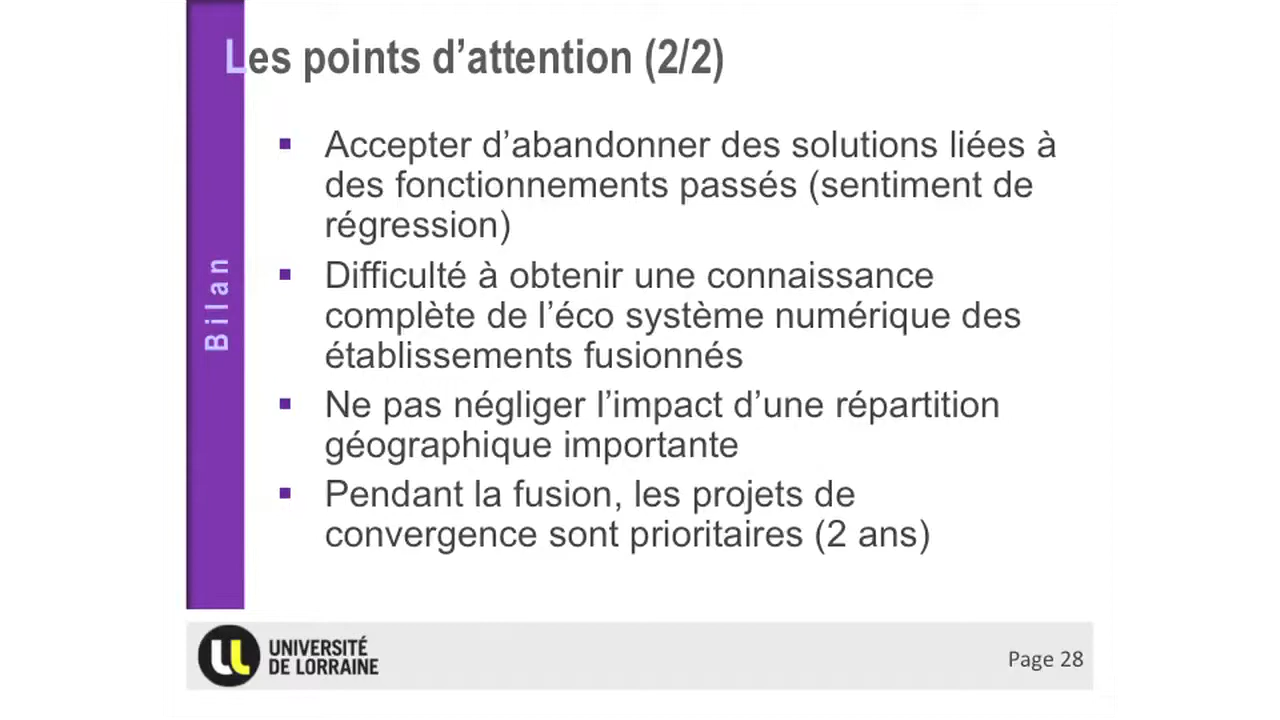 Les points d’attention (2/2)
Bilan
▪ Accepter d’abandonner des solutions liées à
des fonctionnements passés (sentiment de
régression)
▪ Difficulté à obtenir une connaissance
complète de l’éco système numérique des
établissements fusionnés
▪ Ne pas négliger l’impact d’une répartition
géographique importante
▪ Pendant la fusion, les projets de
convergence sont prioritaires (2 ans)
UNIVERSITÉ
DE LORRAINE
Page 28